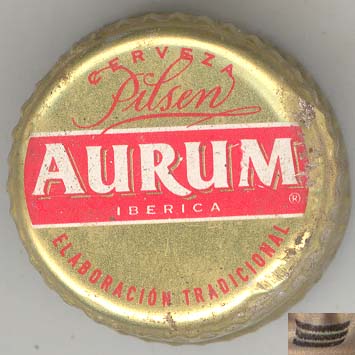 CERVEZA
Pilsen
AURUM
IBERICA ®
ELABORACIÓN TRADICIONAL